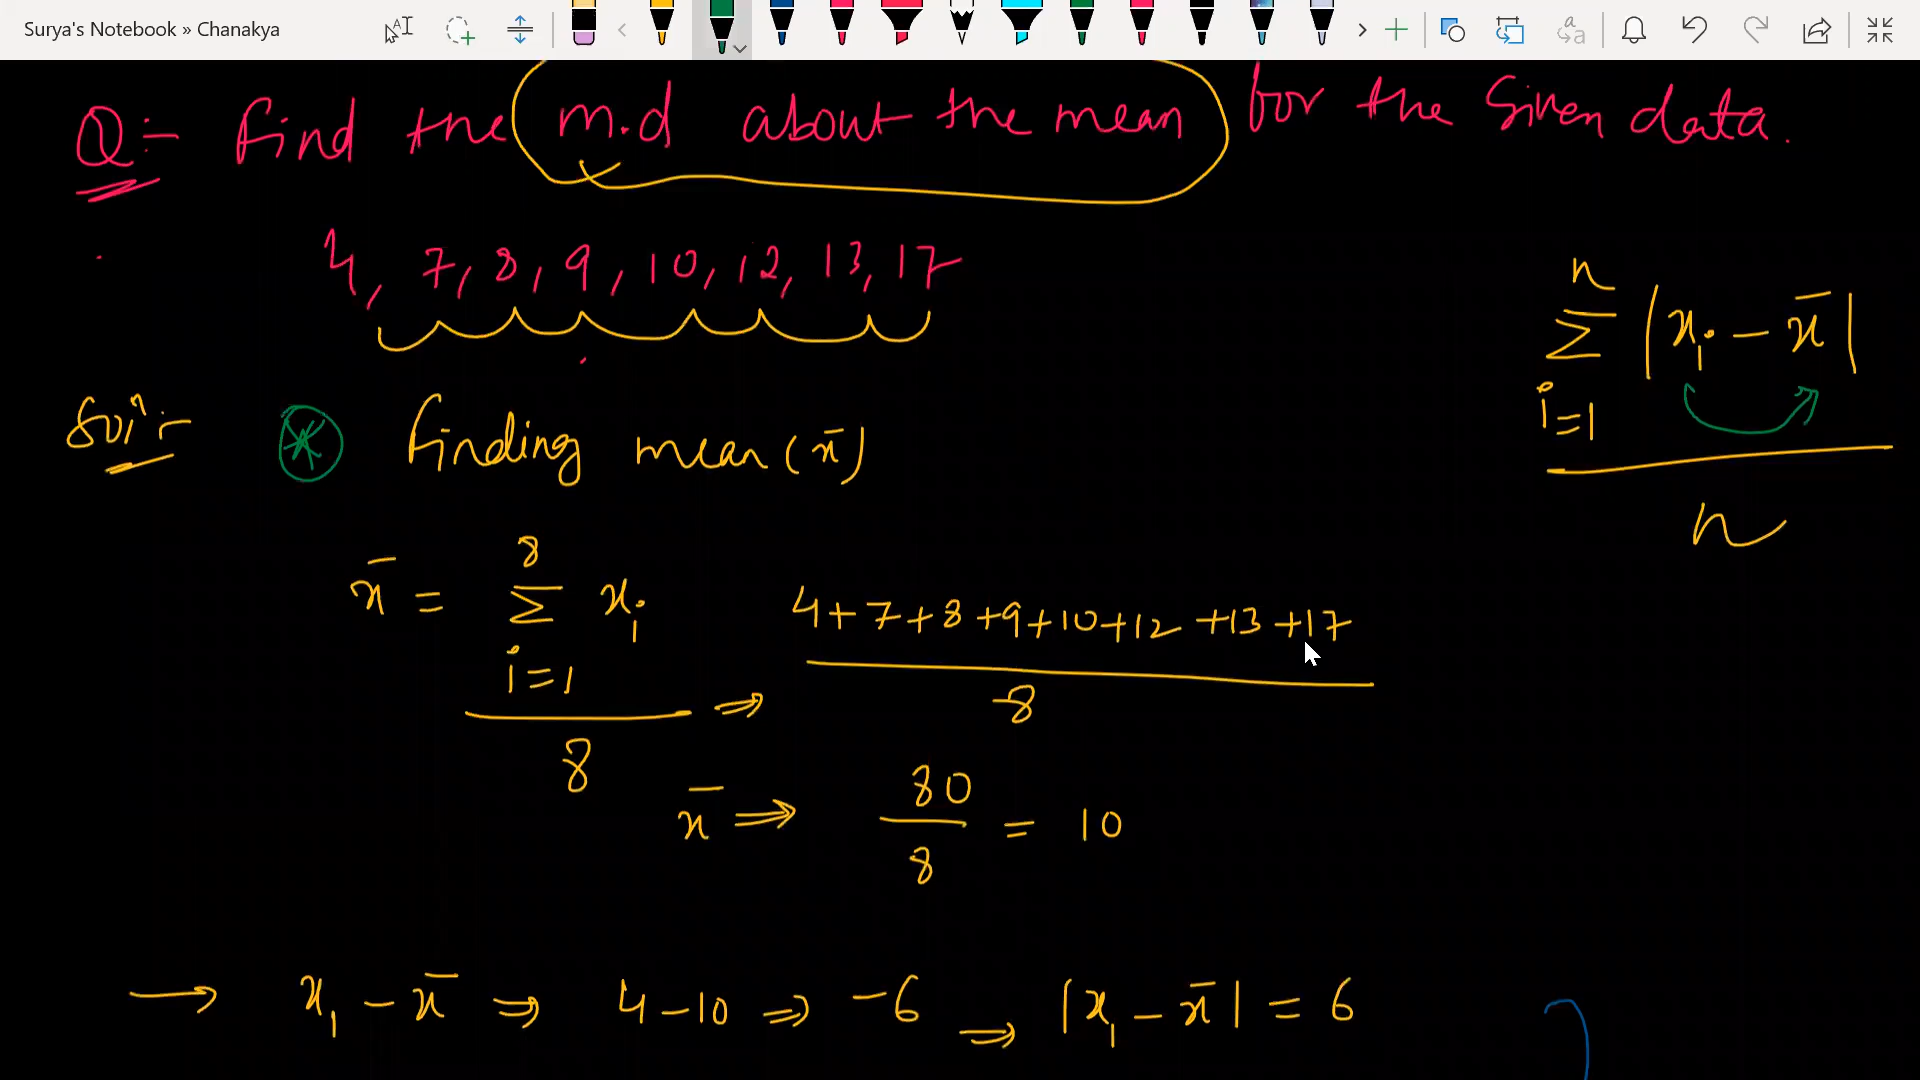 Surya's Notebook » Chanakya
Q:- Find the m.d about the mean for the Given data.
4, 7, 8, 9, 10, 12, 13, 17
n
Σ |xᵢ - x̄|
i=1
n
Solⁿ:- * Finding mean (x̄)
8
x̄ = Σ xᵢ
i=1
8
⇒ 4+7+8+9+10+12+13+17
8
x̄ ⇒ 80/8 = 10
→ x₁ - x̄ ⇒ 4-10 ⇒ -6 ⇒ |x₁ - x̄| = 6